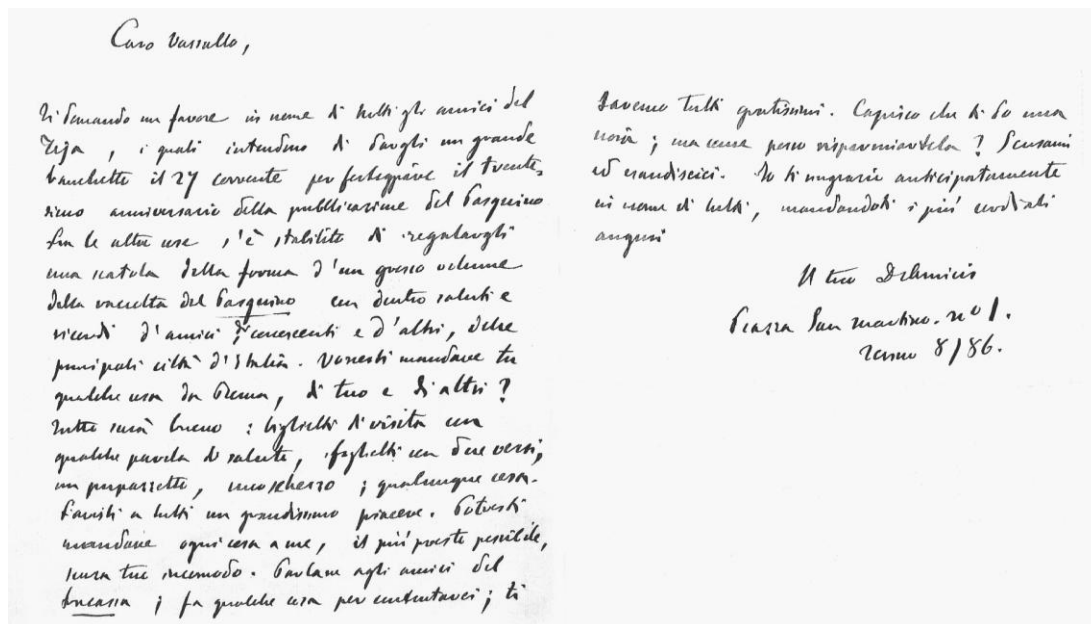 Caro Vassallo,
Ti domando un favore in nome di tutti gli amici del
Teja, i quali intendono di dargli un grande
banchetto il 27 corrente per festeggiare il trente,
simo anniversario della pubblicazione del Pasquino
fra le altre cose s'è stabilito di regalargli
una scatola della forma d'un grosso volume
della raccolta del Pasquino con dentro saluti e
ricordi d'amici, conoscenti e d'altri, delle
principali città d'Italia. Vorresti mandare tu
qualche cosa da Roma, di tuo e di altri?
Tutto sarà buono: biglietti di visita con
qualche parola di saluto, foglietti con due versi,
un pupazzetto, uno scherzo; qualunque cosa.
Faresti a tutti un grandissimo piacere. Potresti
mandare ogni cosa a me, il più presto possibile,
senza tuo incomodo. Parlane agli amici del
Fracassa; fa qualche cosa per contentarci; ti
saremo tutti gratissimi. Capisco che ti do una
noia; ma come posso risparmiartela? Scusami
ed esaudiscici. Io ti ringrazio anticipatamente
in nome di tutti, mandandoti i più cordiali
auguri
Il tuo DeAmicis
Piazza San Martino. nº 1.
8/86.